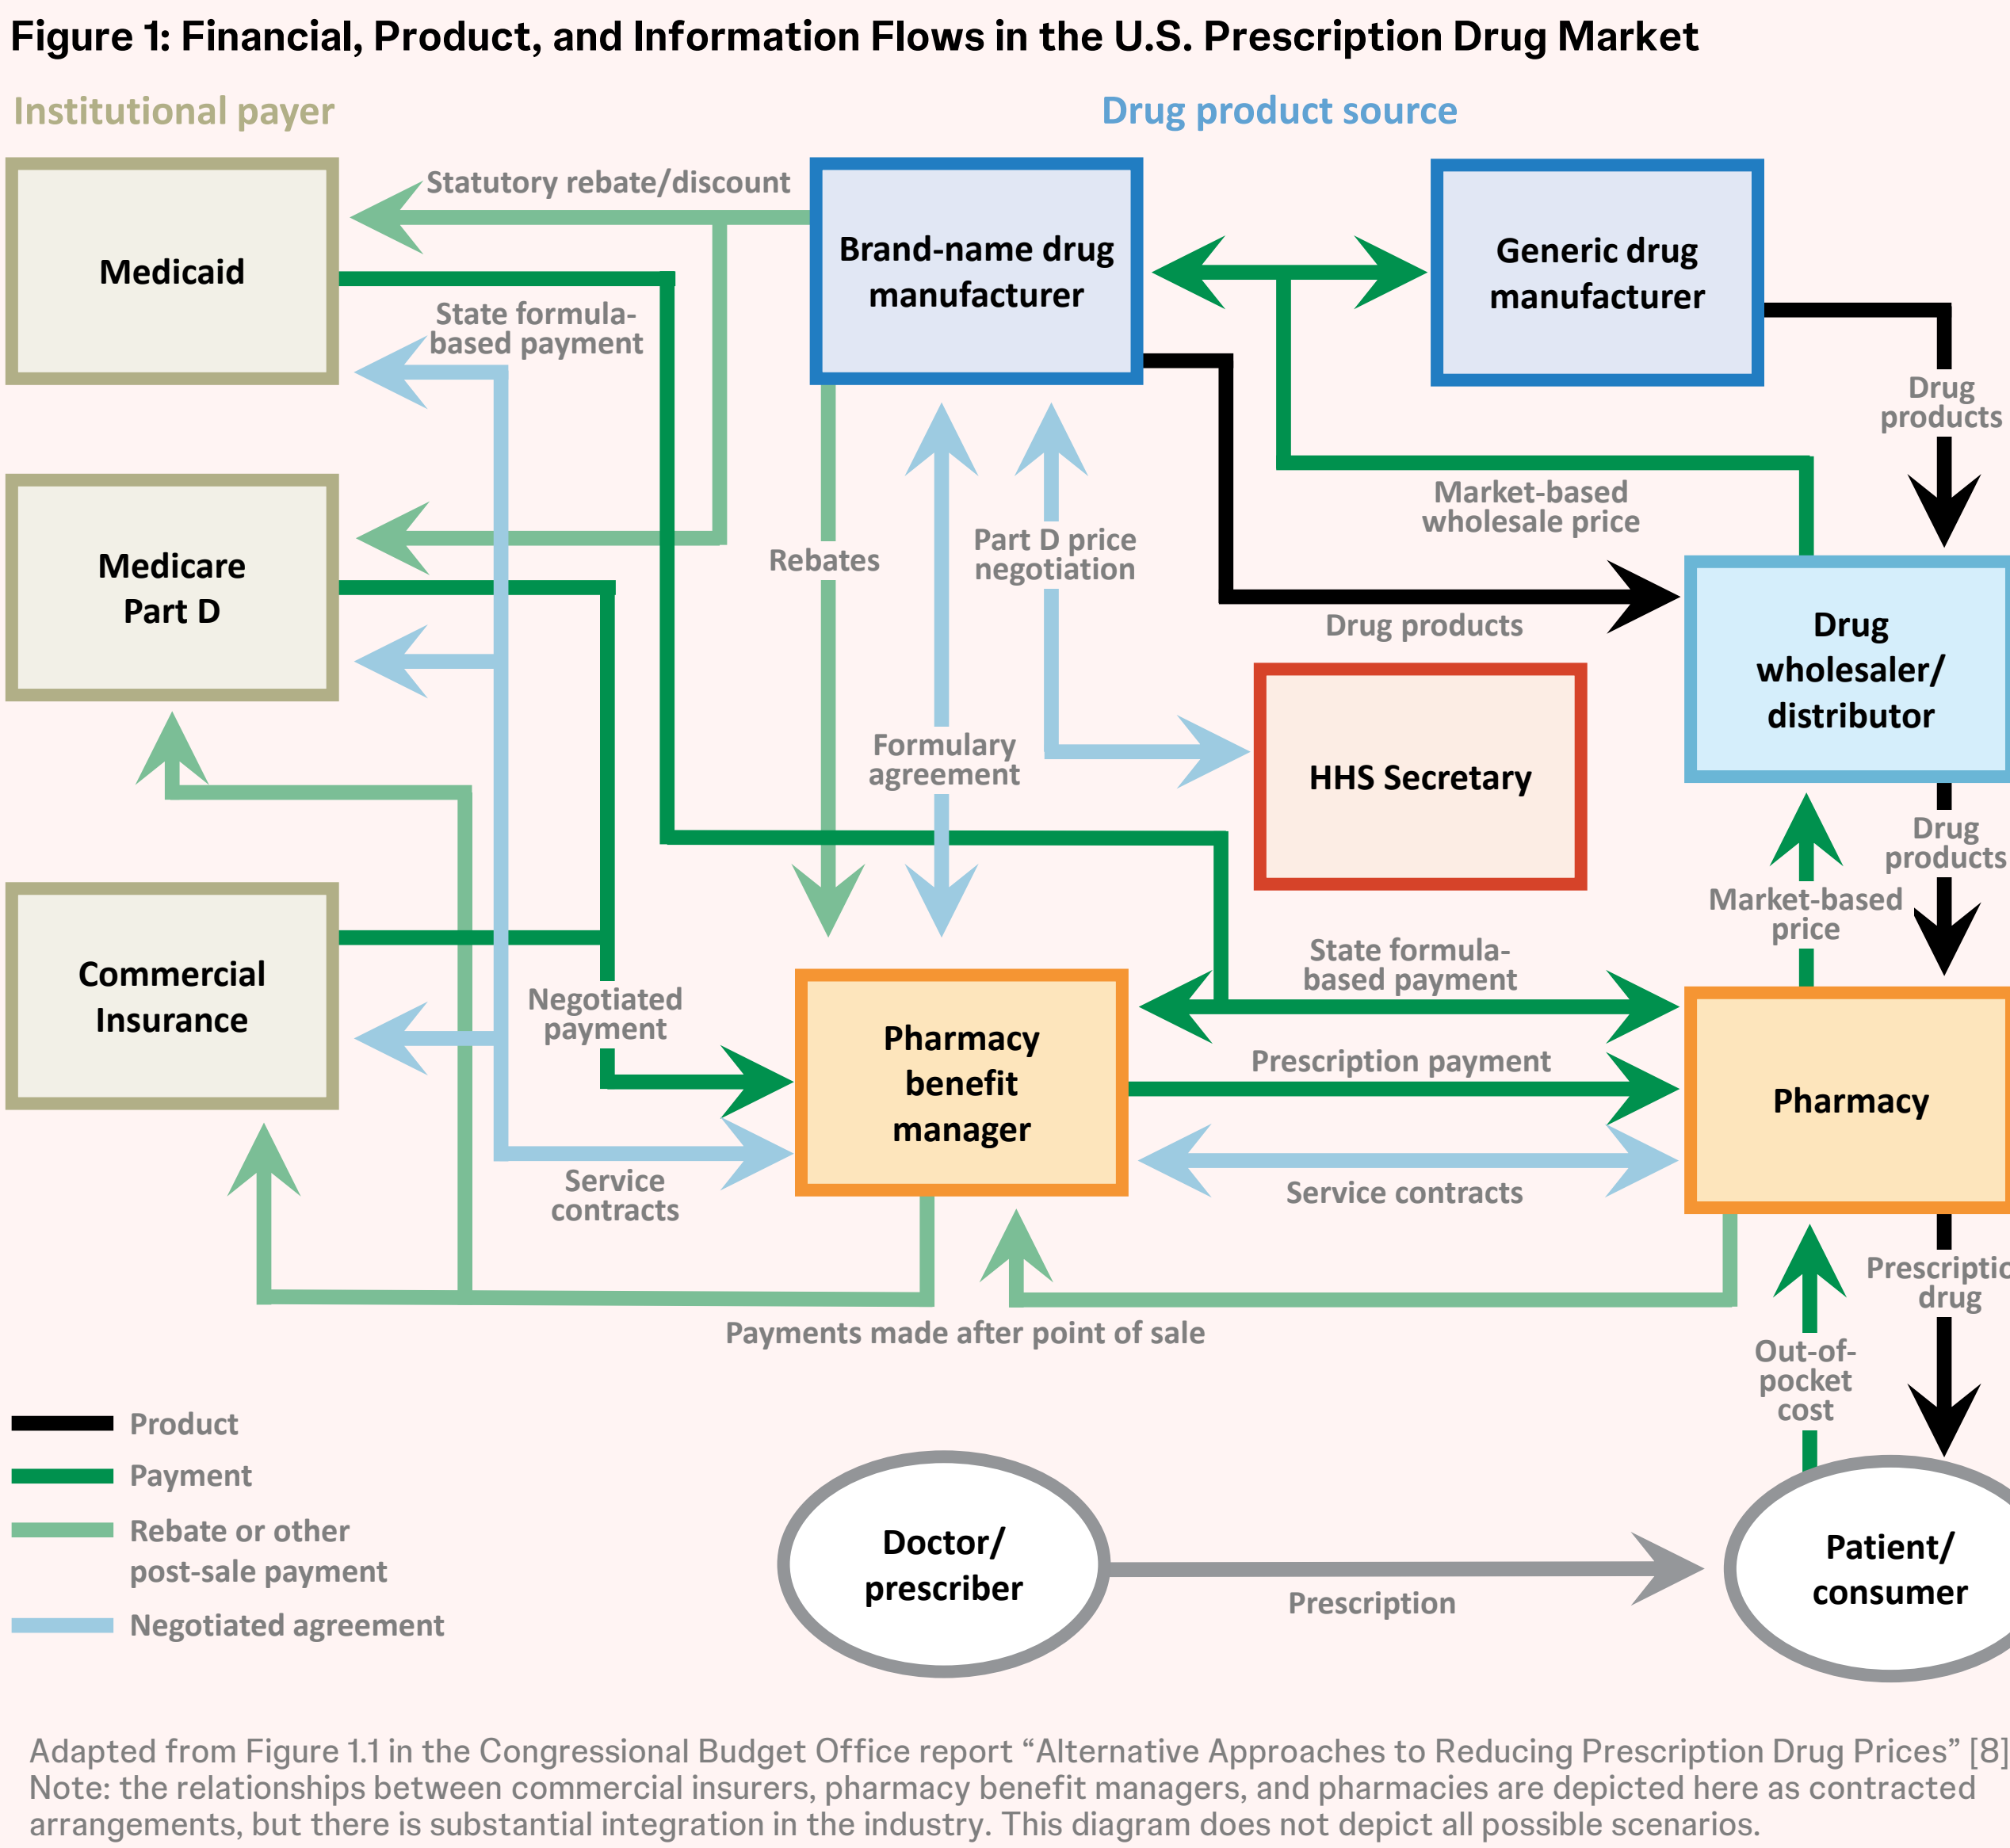 Figure 1: Financial, Product, and Information Flows in the U.S. Prescription Drug Market
Institutional payer
Drug product source
Medicaid
Statutory rebate/discount
Brand-name drug
manufacturer
Generic drug
manufacturer
State formula-
based payment
Drug
products
Market-based
wholesale price
Medicare
Part D
Rebates
Part D price
negotiation
Drug products
Drug
wholesaler/
distributor
Formulary
agreement
HHS Secretary
Drug
products
Market-based
price
Commercial
Insurance
Negotiated
payment
State formula-
based payment
Pharmacy
benefit
manager
Prescription payment
Pharmacy
Service
contracts
Service contracts
Payments made after point of sale
Prescriptio
drug
Out-of-
pocket
cost
Product
Payment
Rebate or other
post-sale payment
Negotiated agreement
Doctor/
prescriber
Prescription
Patient/
consumer
Adapted from Figure 1.1 in the Congressional Budget Office report “Alternative Approaches to Reducing Prescription Drug Prices” [8]
Note: the relationships between commercial insurers, pharmacy benefit managers, and pharmacies are depicted here as contracted
arrangements, but there is substantial integration in the industry. This diagram does not depict all possible scenarios.